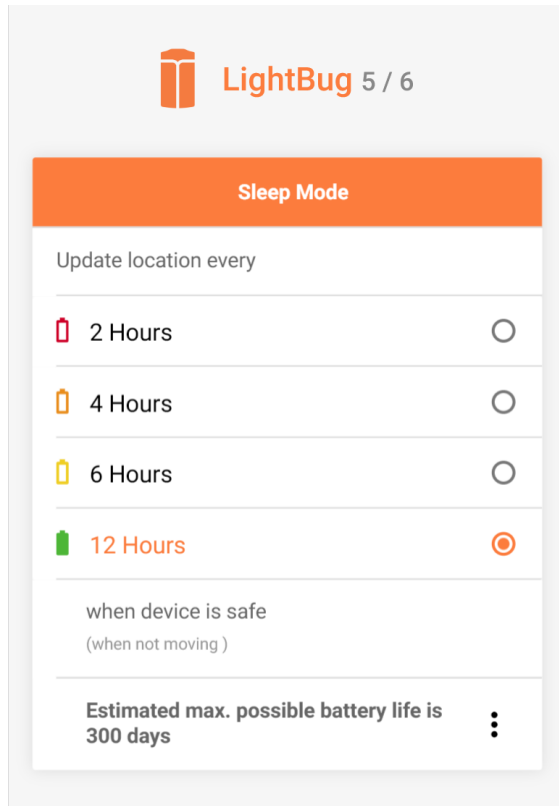 LightBug 5 / 6
Sleep Mode
Update location every
2 Hours
4 Hours
6 Hours
12 Hours
when device is safe
(when not moving )
Estimated max. possible battery life is
300 days